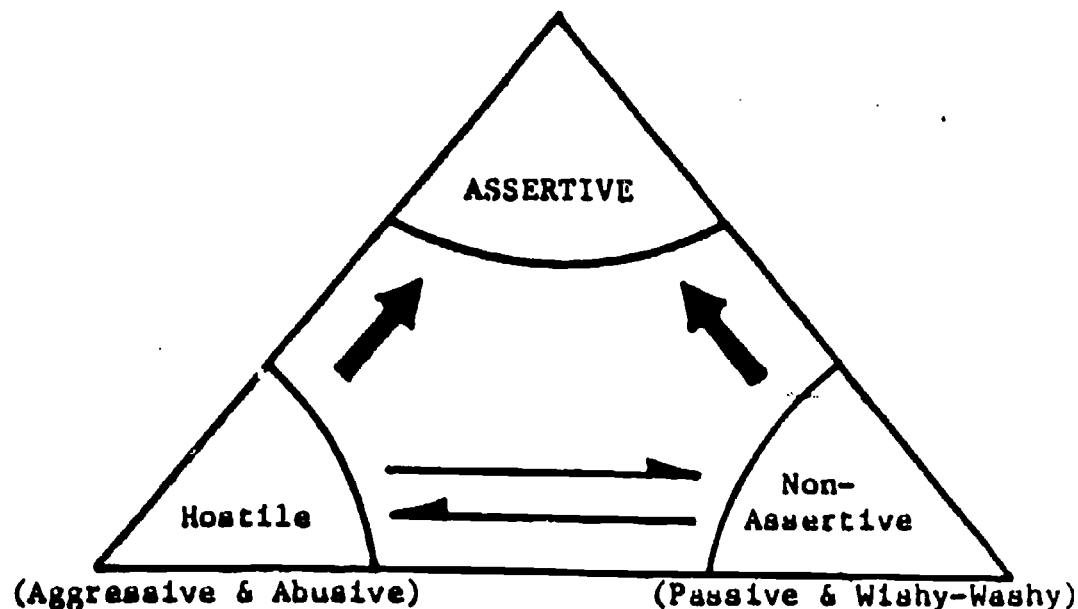 ASSERTIVE
Hostile
Non-
Assertive
(Aggressive & Abusive)
(Passive & Wishy-Washy)